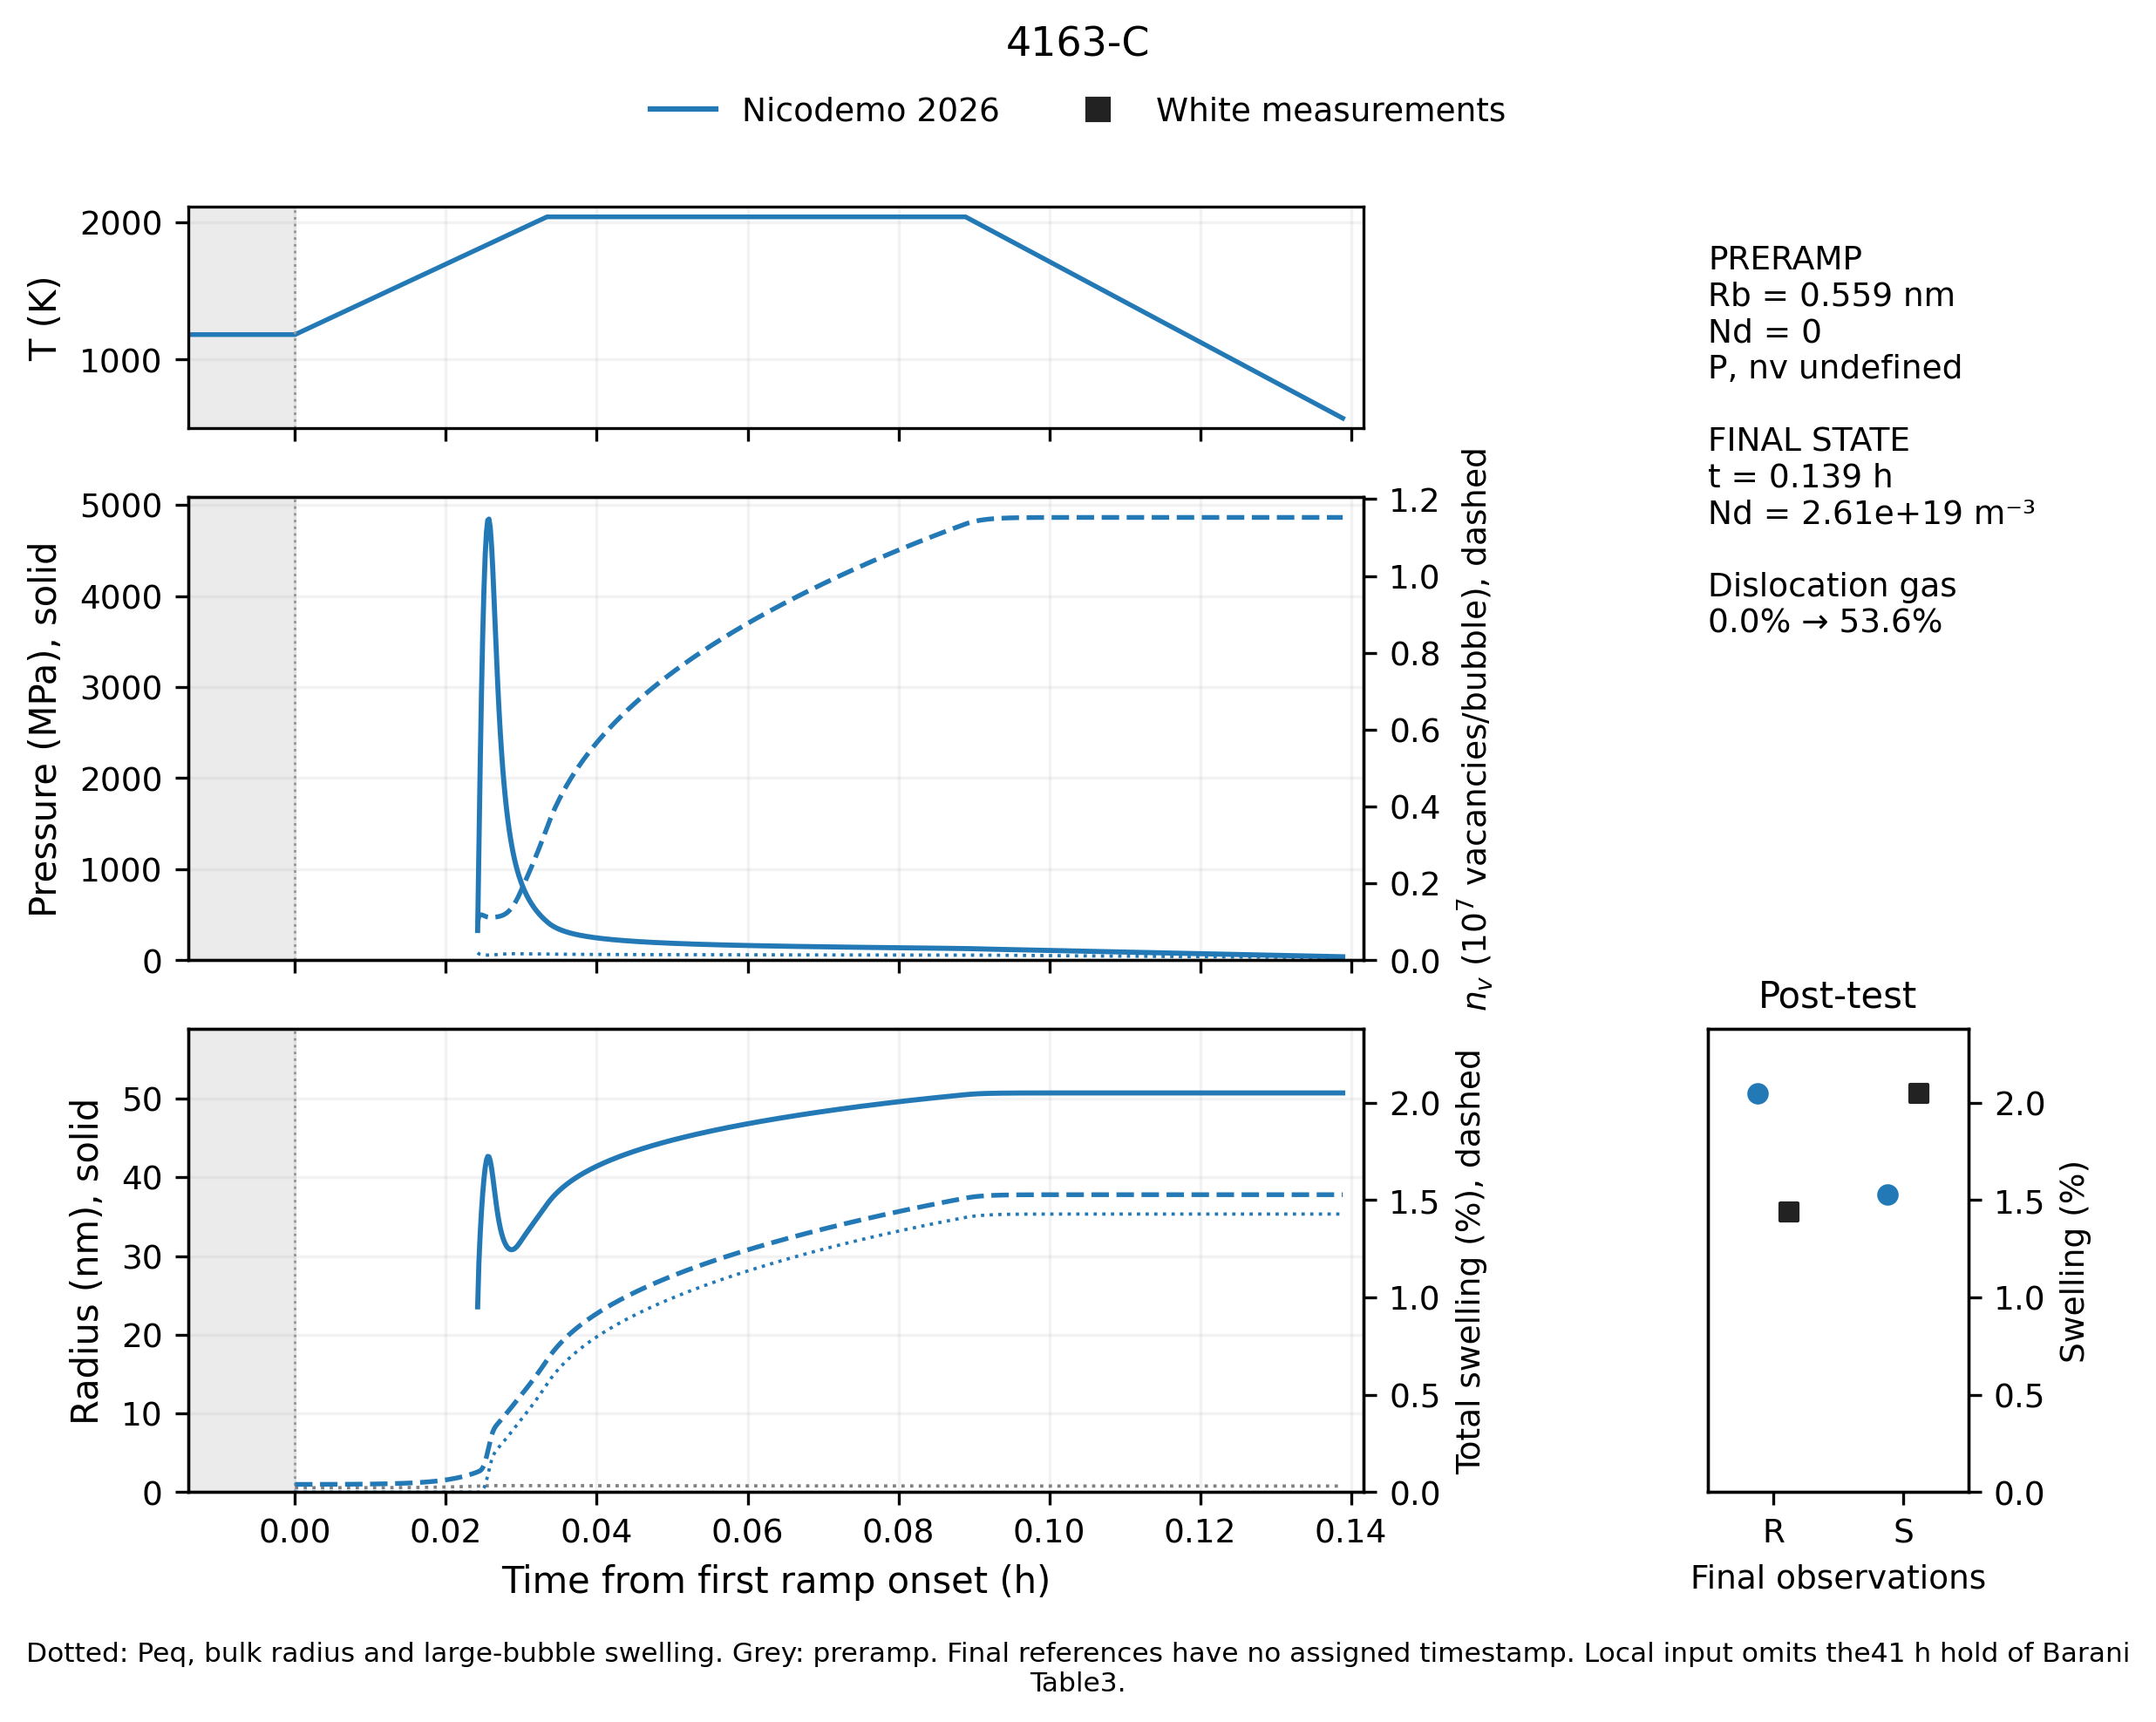 4163-C
Nicodemo 2026
White measurements
2000
1000
T (K)
PRERAMP
Rb = 0.559 nm
Nd = 0
P, nv undefined
FINAL STATE
t = 0.139 h
Nd = 2.61e+19 m⁻³
Dislocation gas
0.0% → 53.6%
5000
4000
3000
2000
1000
0
Pressure (MPa), solid
1.2
1.0
0.8
0.6
0.4
0.2
0.0
n_v (10⁷ vacancies/bubble), dashed
50
40
30
20
10
0
Radius (nm), solid
2.0
1.5
1.0
0.5
0.0
Total swelling (%), dashed
0.00 0.02 0.04 0.06 0.08 0.10 0.12 0.14
Time from first ramp onset (h)
Post-test
2.0
1.5
1.0
0.5
0.0
Swelling (%)
R S
Final observations
Dotted: Peq, bulk radius and large-bubble swelling. Grey: preramp. Final references have no assigned timestamp. Local input omits the41 h hold of Barani
Table3.